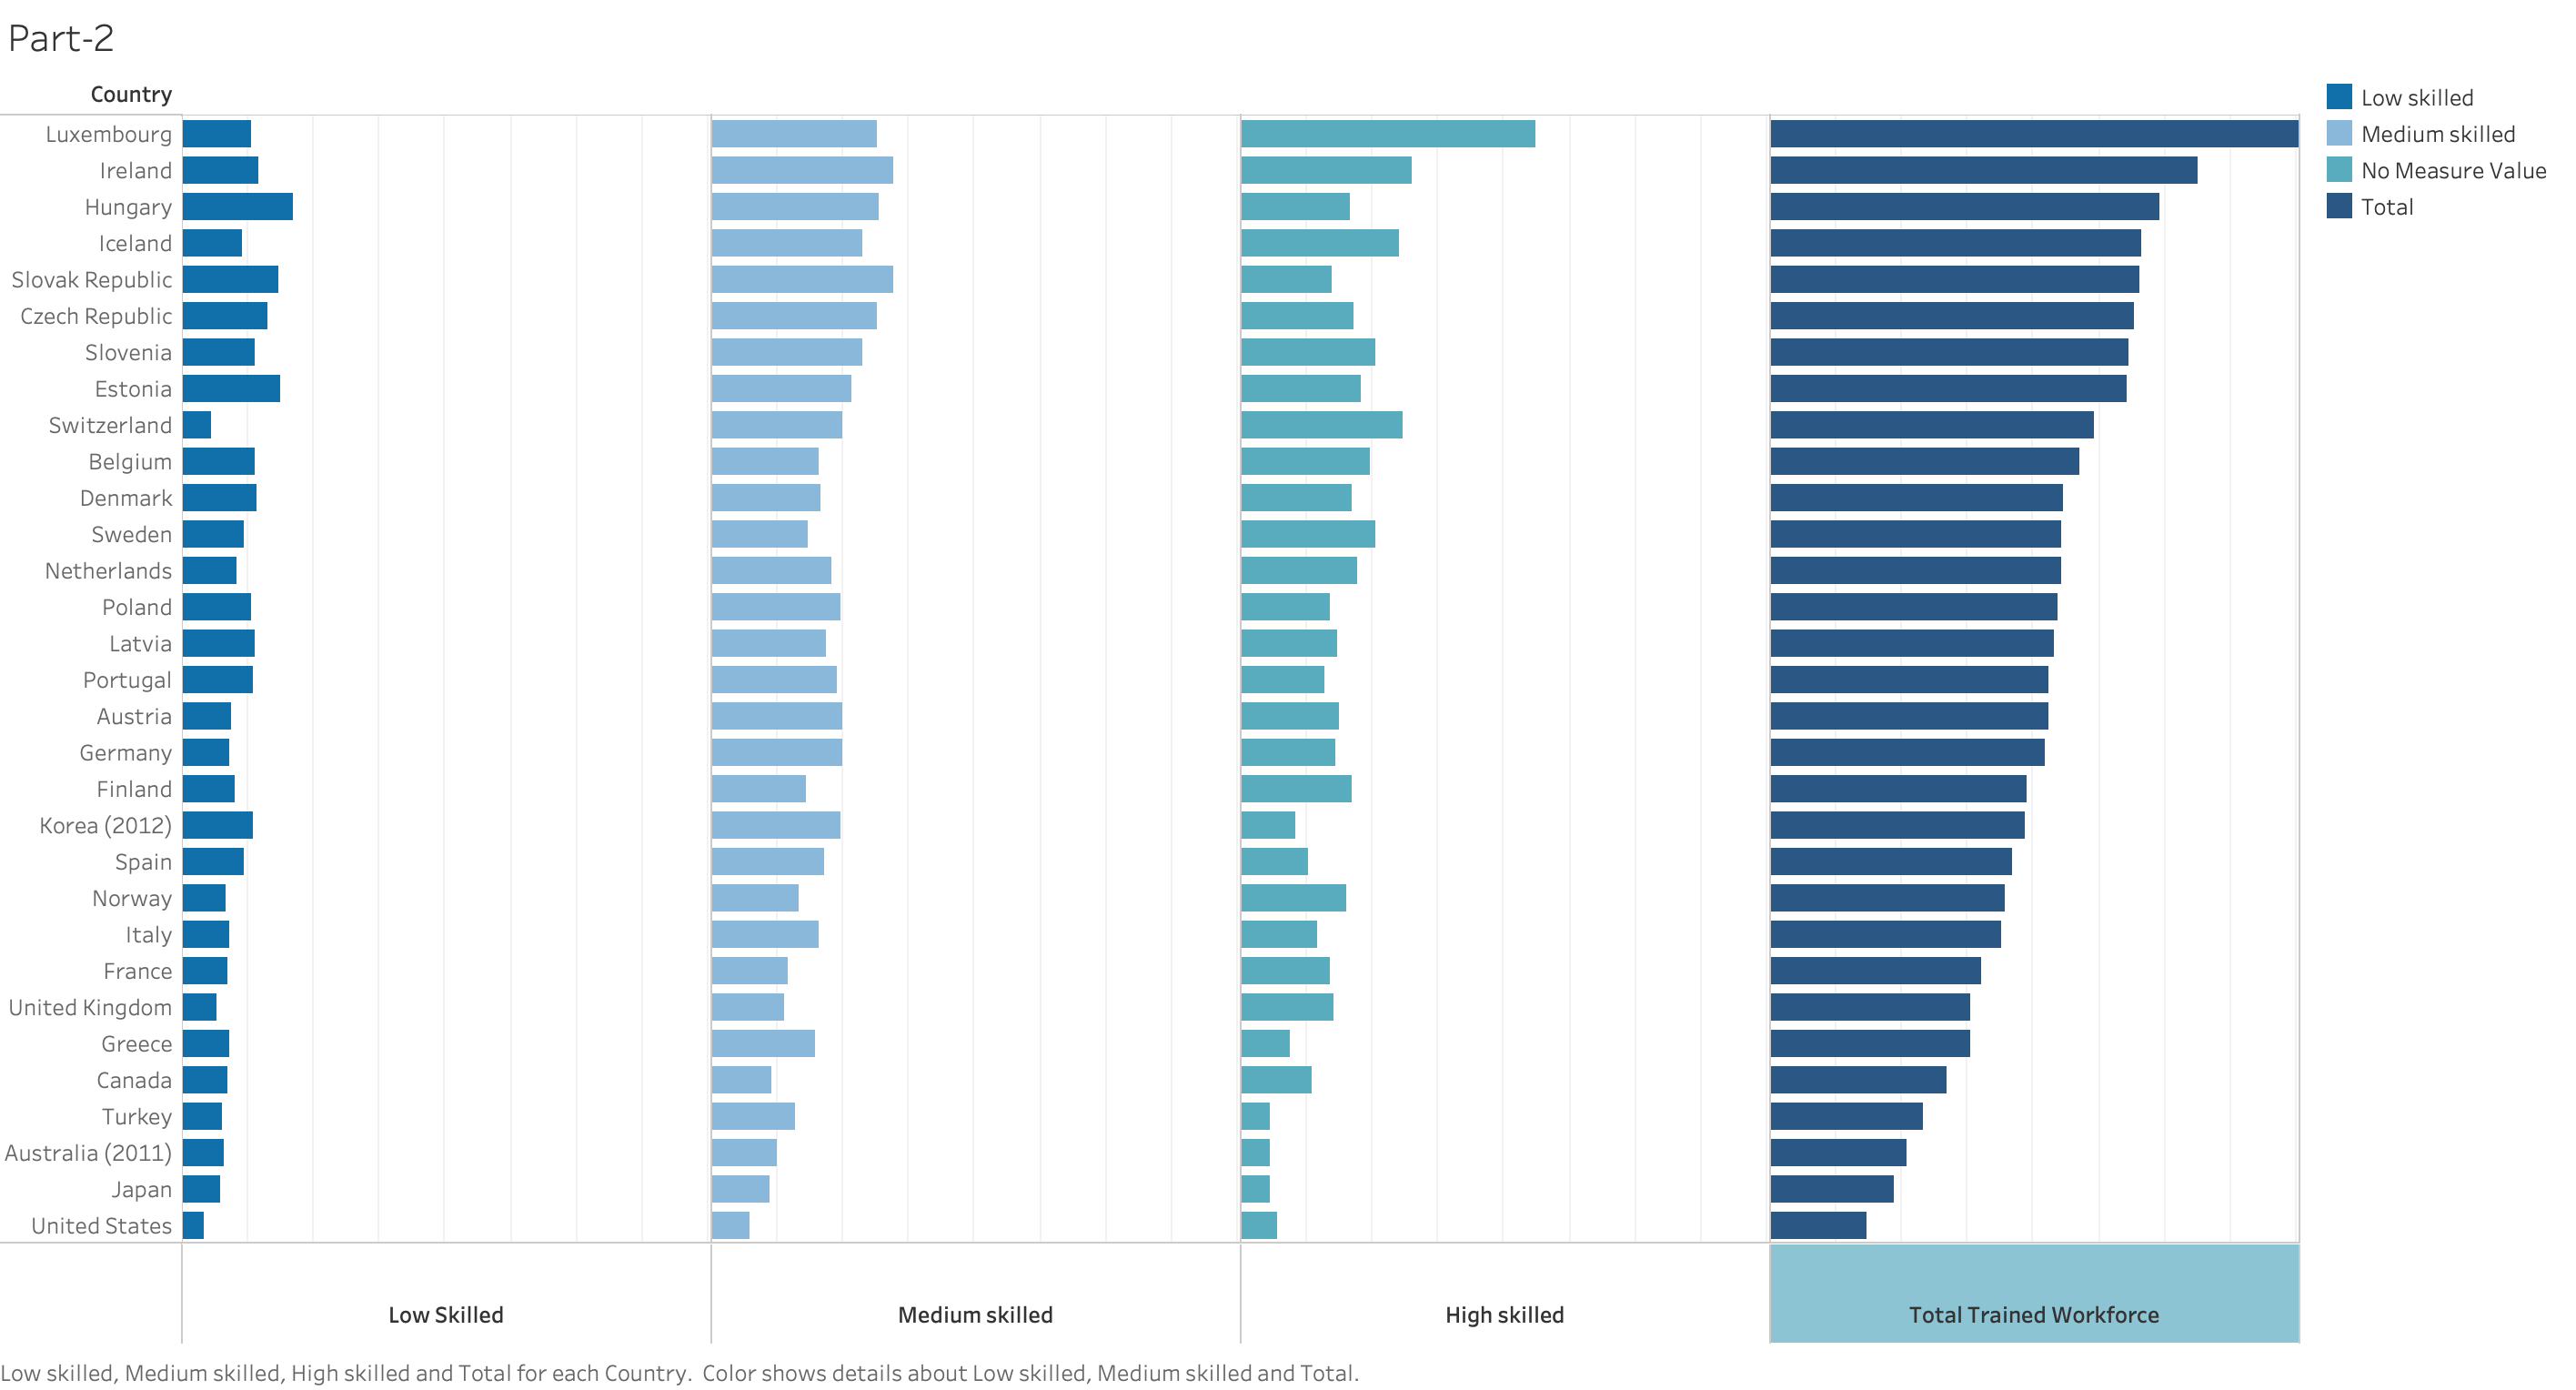 Part-2
Country
Low skilled
Medium skilled
No Measure Value
Total
Luxembourg
Ireland
Hungary
Iceland
Slovak Republic
Czech Republic
Slovenia
Estonia
Switzerland
Belgium
Denmark
Sweden
Netherlands
Poland
Latvia
Portugal
Austria
Germany
Finland
Korea (2012)
Spain
Norway
Italy
France
United Kingdom
Greece
Canada
Turkey
Australia (2011)
Japan
United States
Low Skilled
Medium skilled
High skilled
Total Trained Workforce
Low skilled, Medium skilled, High skilled and Total for each Country.  Color shows details about Low skilled, Medium skilled and Total.